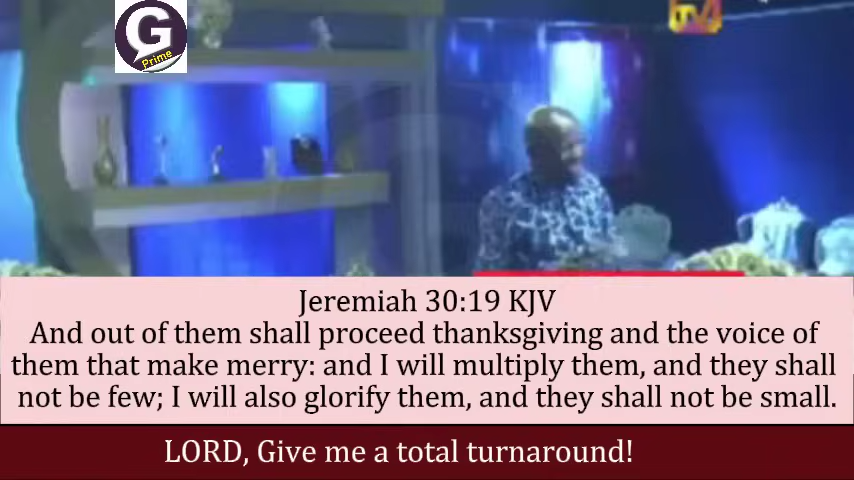 G
Prime
Jeremiah 30:19 KJV
And out of them shall proceed thanksgiving and the voice of
them that make merry: and I will multiply them, and they shall
not be few; I will also glorify them, and they shall not be small.
LORD, Give me a total turnaround!